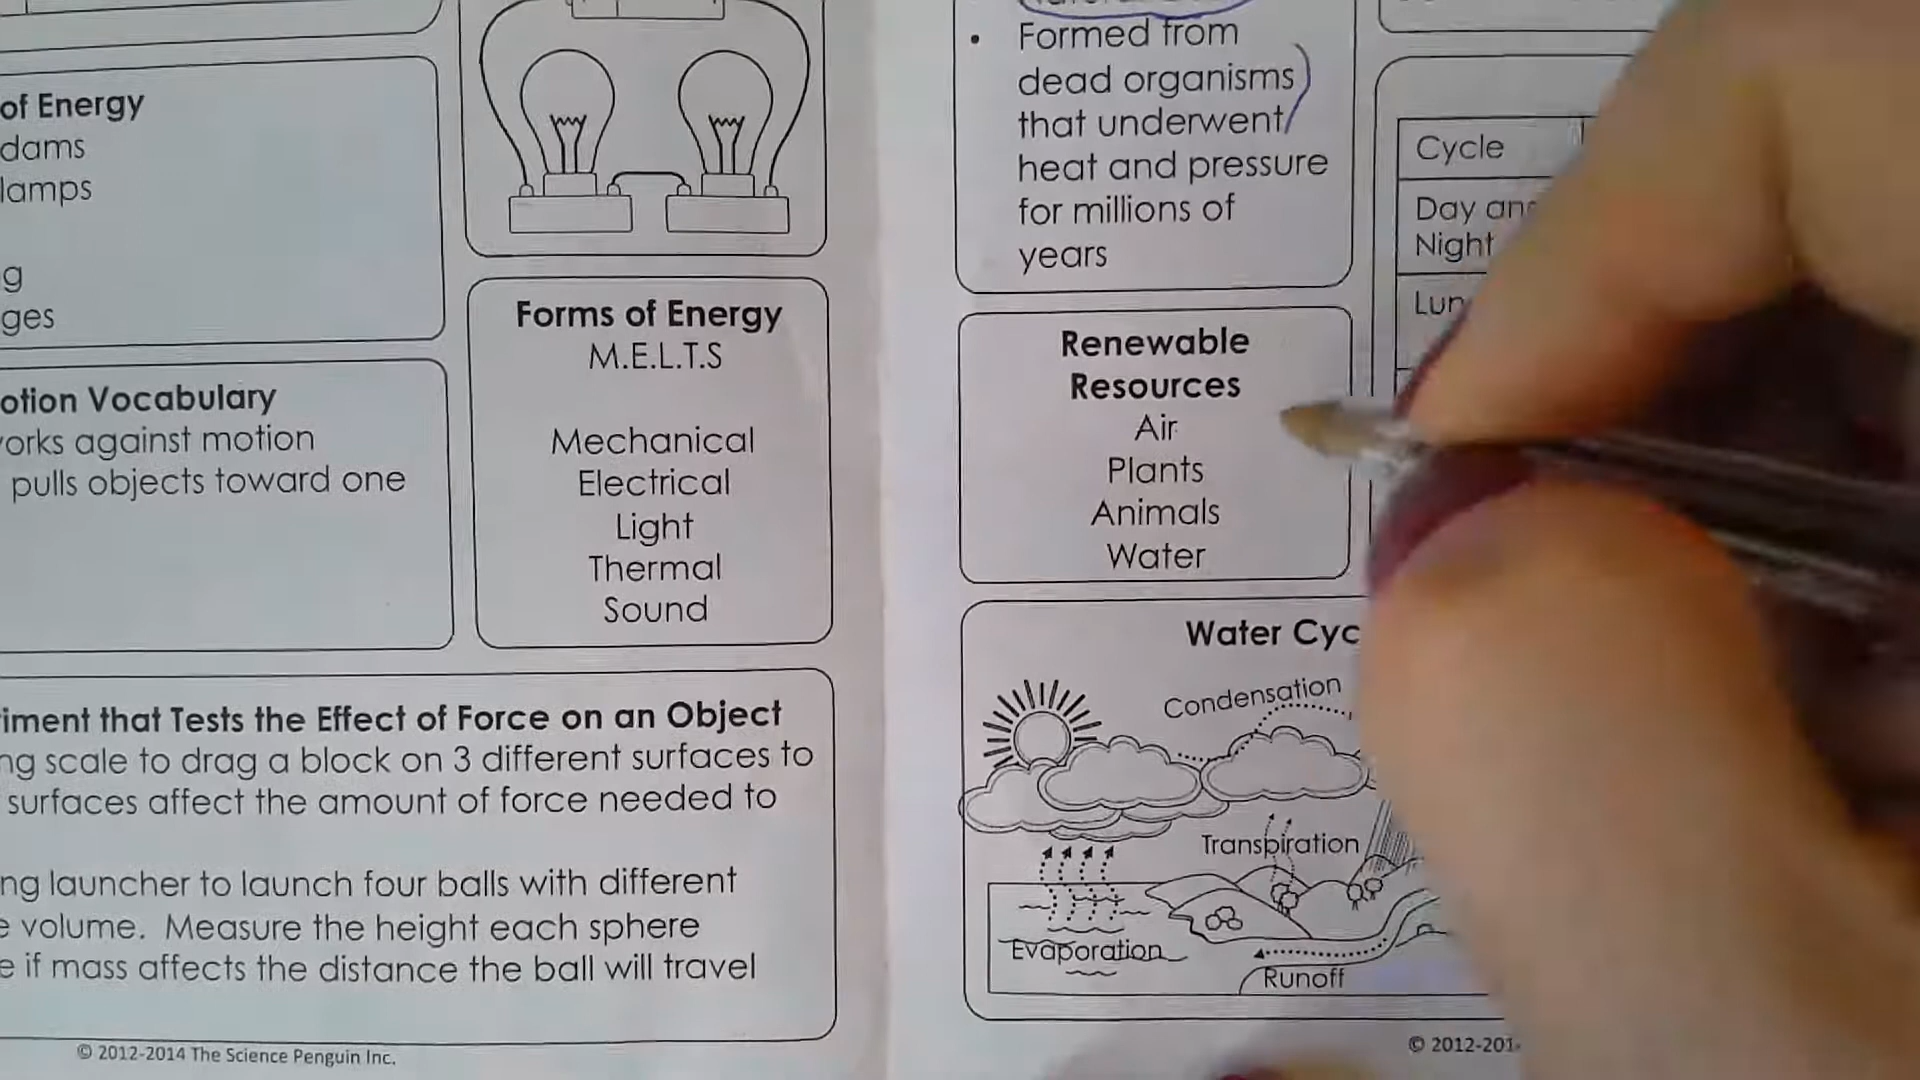 of Energy
dams
lamps
g
ges
otion Vocabulary
orks against motion
pulls objects toward one
iment that Tests the Effect of Force on an Object
ng scale to drag a block on 3 different surfaces to
surfaces affect the amount of force needed to
ng launcher to launch four balls with different
e volume. Measure the height each sphere
e if mass affects the distance the ball will travel
© 2012-2014 The Science Penguin Inc.
Forms of Energy
M.E.L.T.S
Mechanical
Electrical
Light
Thermal
Sound
• Formed from
dead organisms
that underwent
heat and pressure
for millions of
years
Renewable
Resources
Air
Plants
Animals
Water
Water Cyc
Condensation
Transpiration
Evaporation
Runoff
Cycle
Day and
Night
Lun
© 2012-201